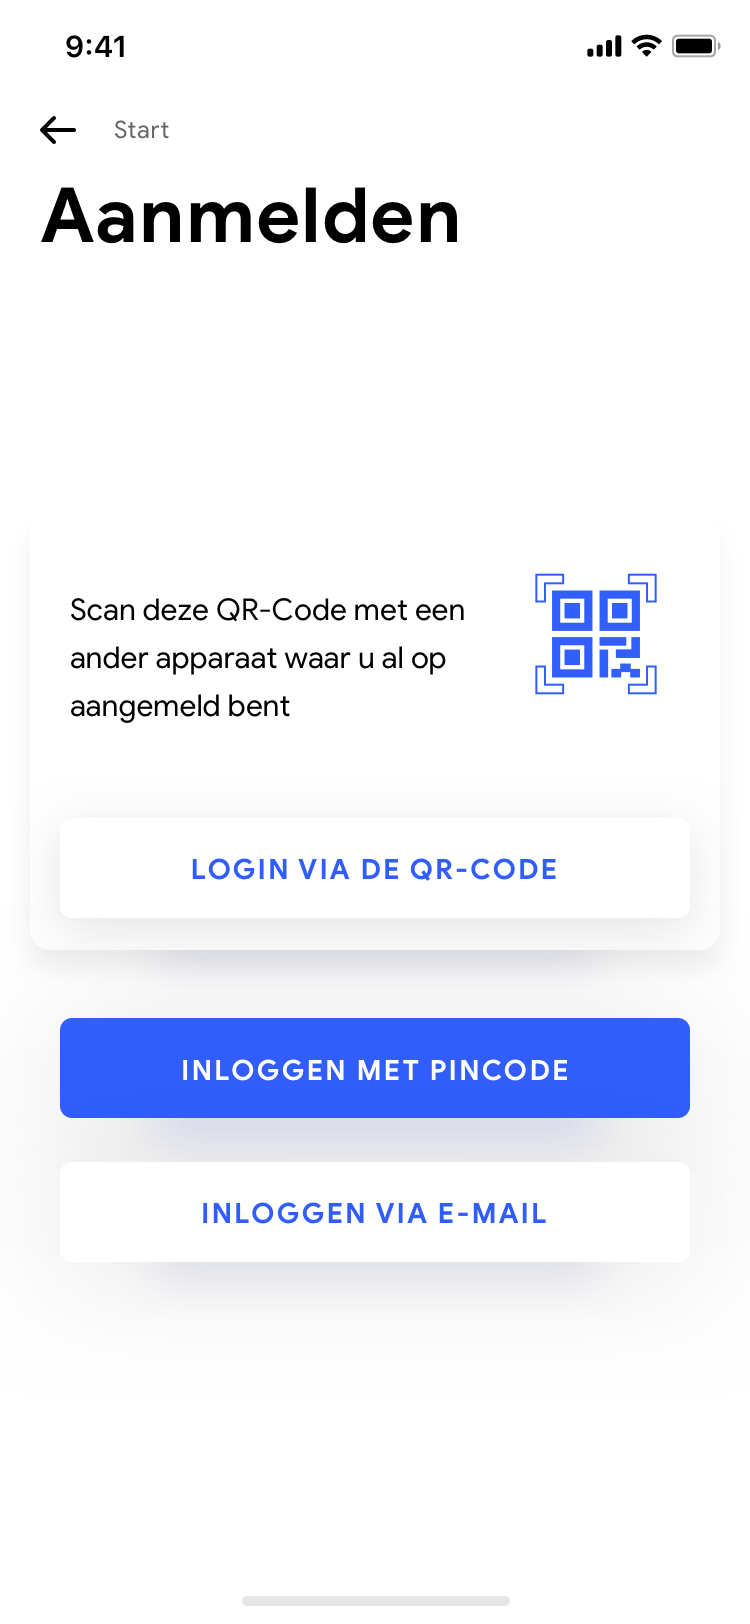 9:41
Start
Aanmelden
Scan deze QR-Code met een
ander apparaat waar u al op
aangemeld bent
LOGIN VIA DE QR-CODE
INLOGGEN MET PINCODE
INLOGGEN VIA E-MAIL